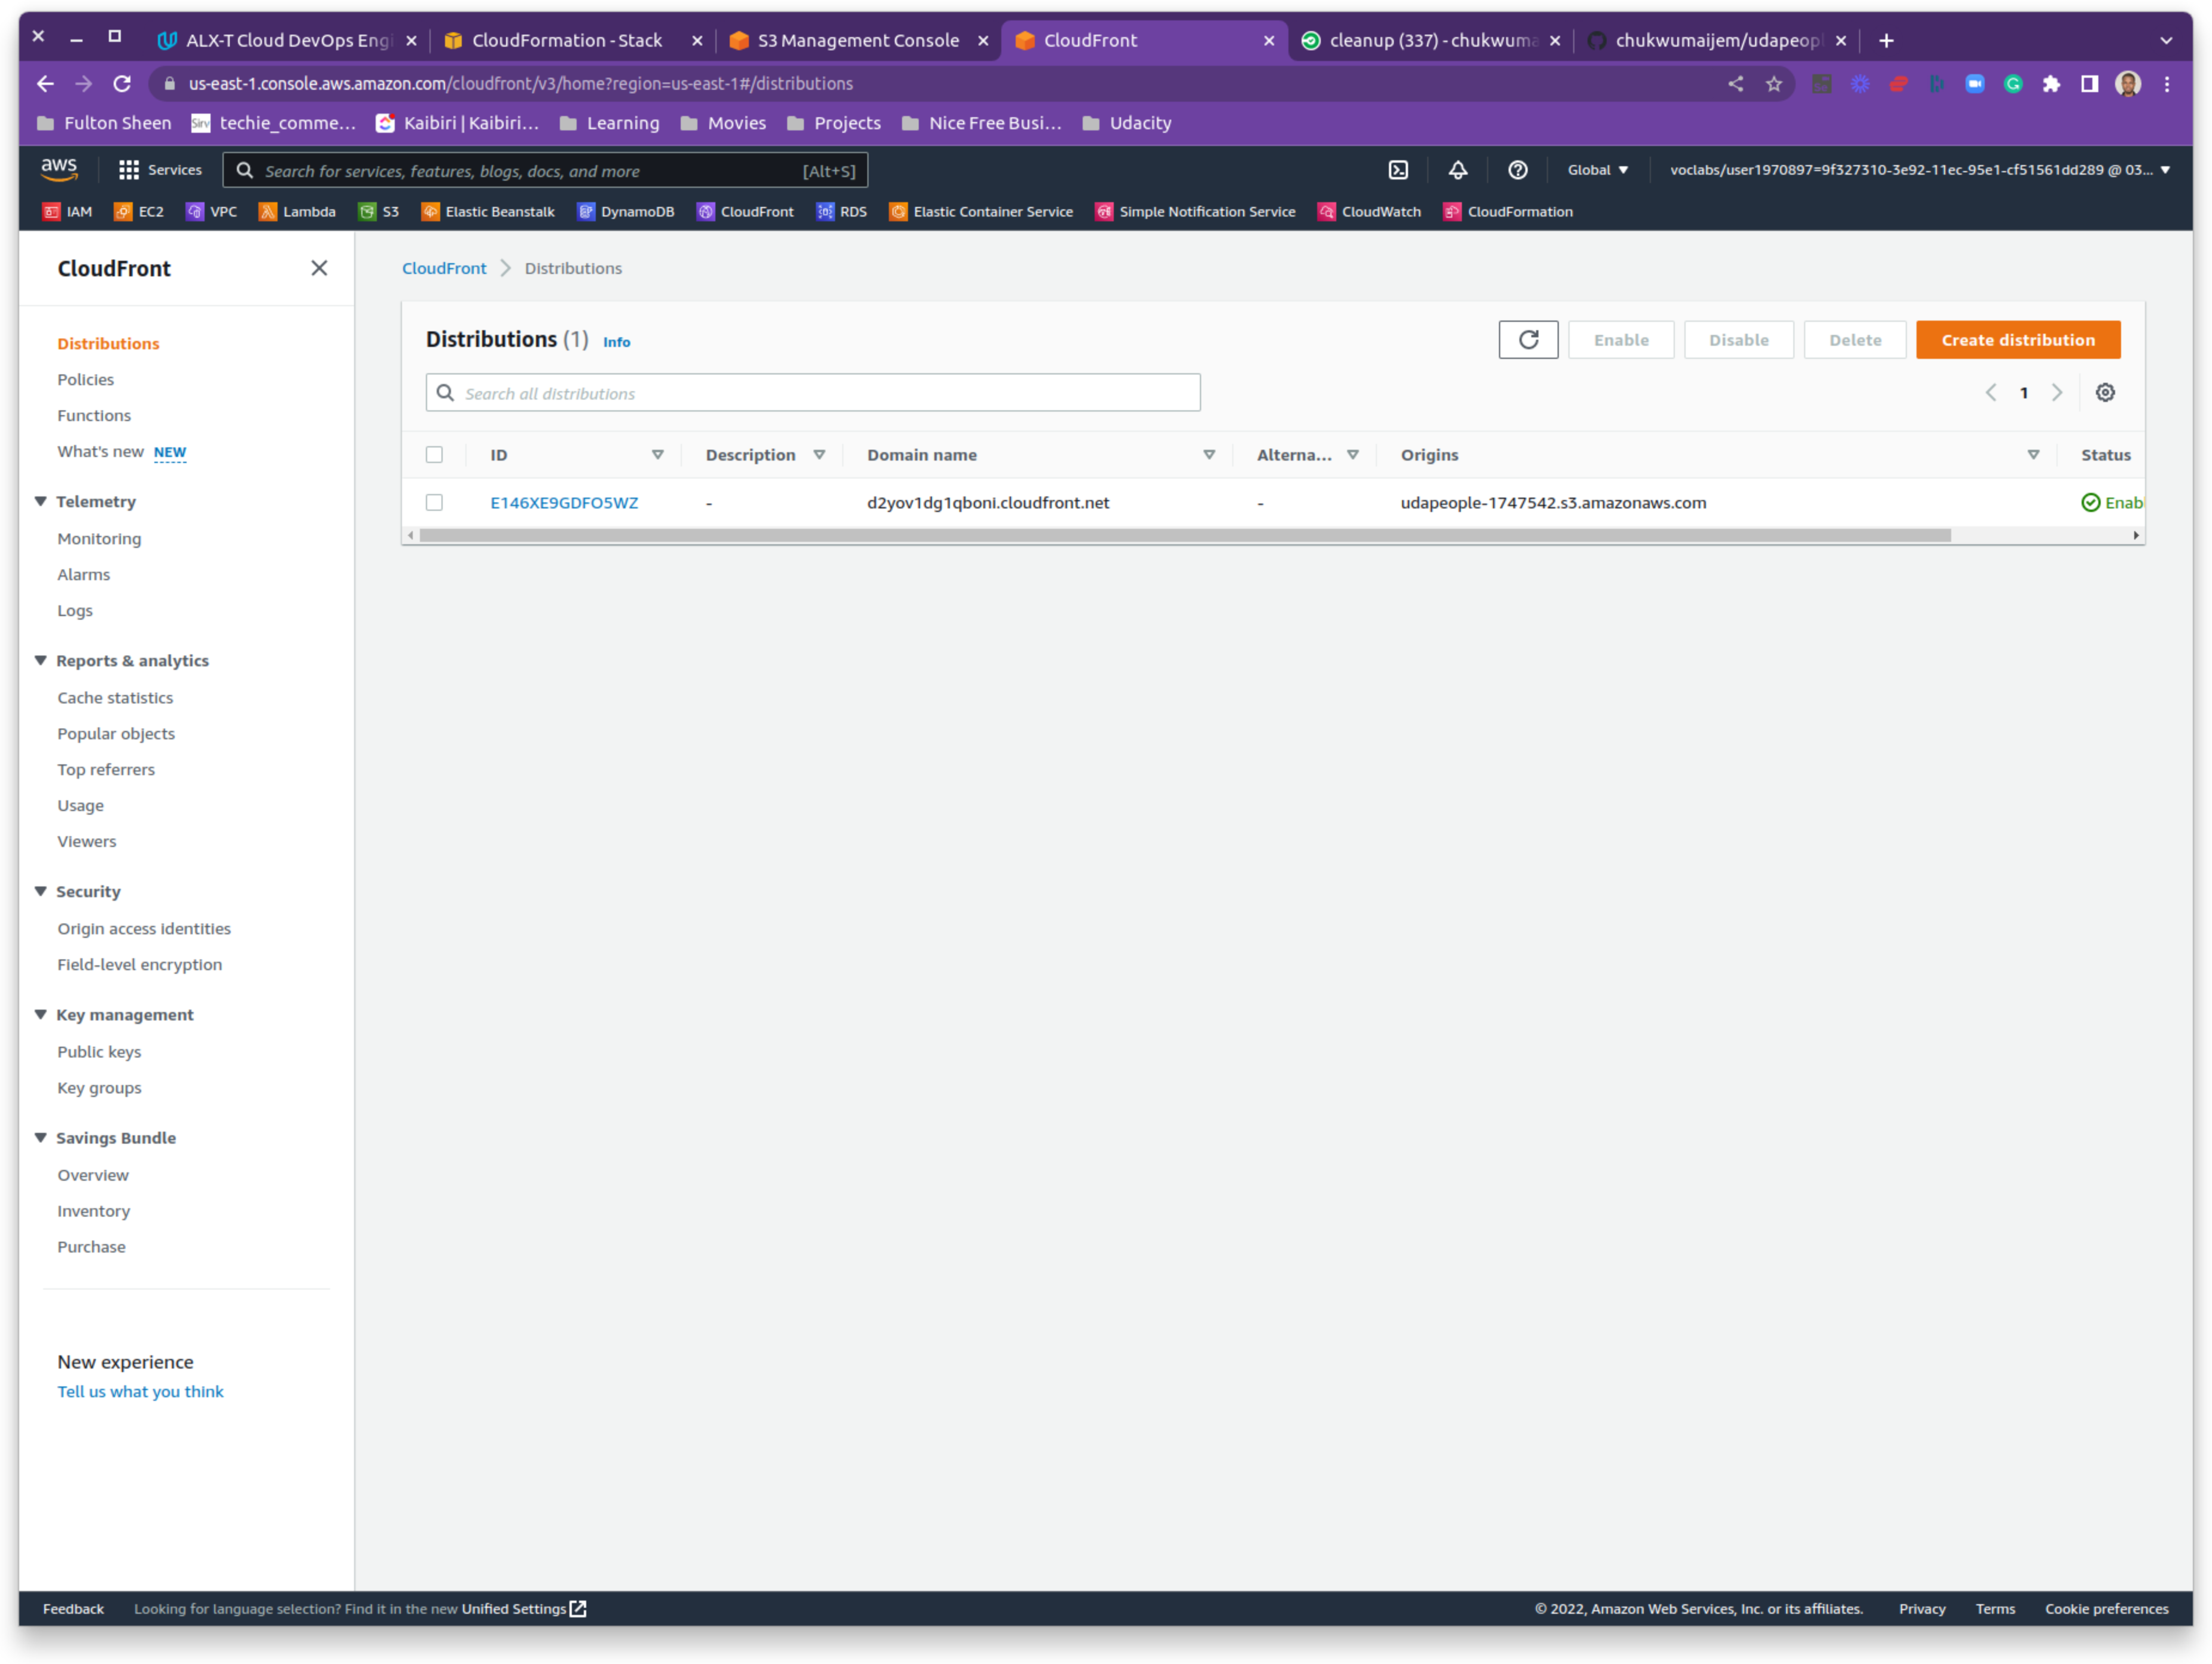 ALX-T Cloud DevOps Engi CloudFormation - Stack S3 Management Console CloudFront cleanup (337) - chukwuma chukwumaijem/udapeopl
us-east-1.console.aws.amazon.com/cloudfront/v3/home?region=us-east-1#/distributions
Fulton Sheen Sirv techie_comme... Kaibiri | Kaibiri... Learning Movies Projects Nice Free Busi... Udacity
aws Services Search for services, features, blogs, docs, and more [Alt+S] Global voclabs/user1970897=9f327310-3e92-11ec-95e1-cf51561dd289 @ 03...
IAM EC2 VPC Lambda S3 Elastic Beanstalk DynamoDB CloudFront RDS Elastic Container Service Simple Notification Service CloudWatch CloudFormation
CloudFront
Distributions
Policies
Functions
What's new NEW
Telemetry
Monitoring
Alarms
Logs
Reports & analytics
Cache statistics
Popular objects
Top referrers
Usage
Viewers
Security
Origin access identities
Field-level encryption
Key management
Public keys
Key groups
Savings Bundle
Overview
Inventory
Purchase
New experience
Tell us what you think
CloudFront > Distributions
Distributions (1) Info Enable Disable Delete Create distribution
Search all distributions 1
ID Description Domain name Alterna... Origins Status
E146XE9GDFO5WZ - d2yov1dg1qboni.cloudfront.net - udapeople-1747542.s3.amazonaws.com Enab
Feedback Looking for language selection? Find it in the new Unified Settings © 2022, Amazon Web Services, Inc. or its affiliates. Privacy Terms Cookie preferences